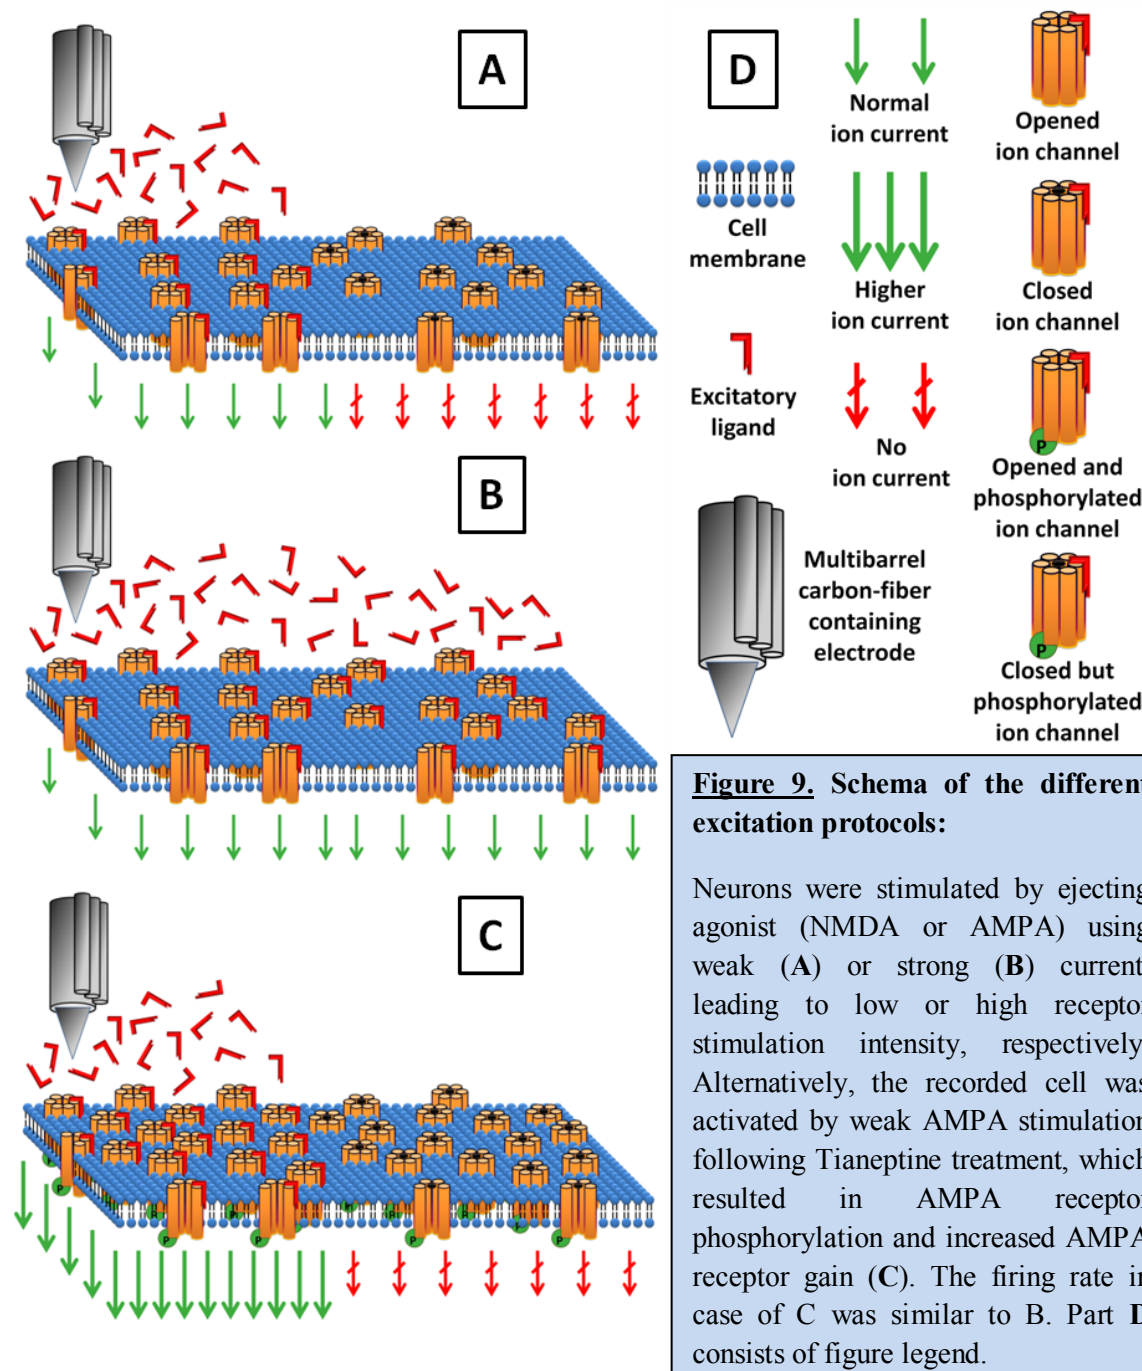 A
B
C
D
Normal
ion current
Opened
ion channel
Cell
membrane
Higher
ion current
Closed
ion channel
Excitatory
ligand
No
ion current
P
Opened and
phosphorylated
ion channel
Multibarrel
carbon-fiber
containing
electrode
P
Closed but
phosphorylated
ion channel
P
P
P
P
P
P
P
P
P
Figure 9. Schema of the different
excitation protocols:
Neurons were stimulated by ejecting
agonist (NMDA or AMPA) using
weak (A) or strong (B) current
leading to low or high
stimulation intensity, respectively
Alternatively, the recorded cell was
activated by weak AMPA stimulation
following Tianeptine treatment, which
resulted in AMPA
phosphorylation and increased AMPA
receptor gain (C). The firing rate in
case of C was similar to B. Part D
consists of figure legend.